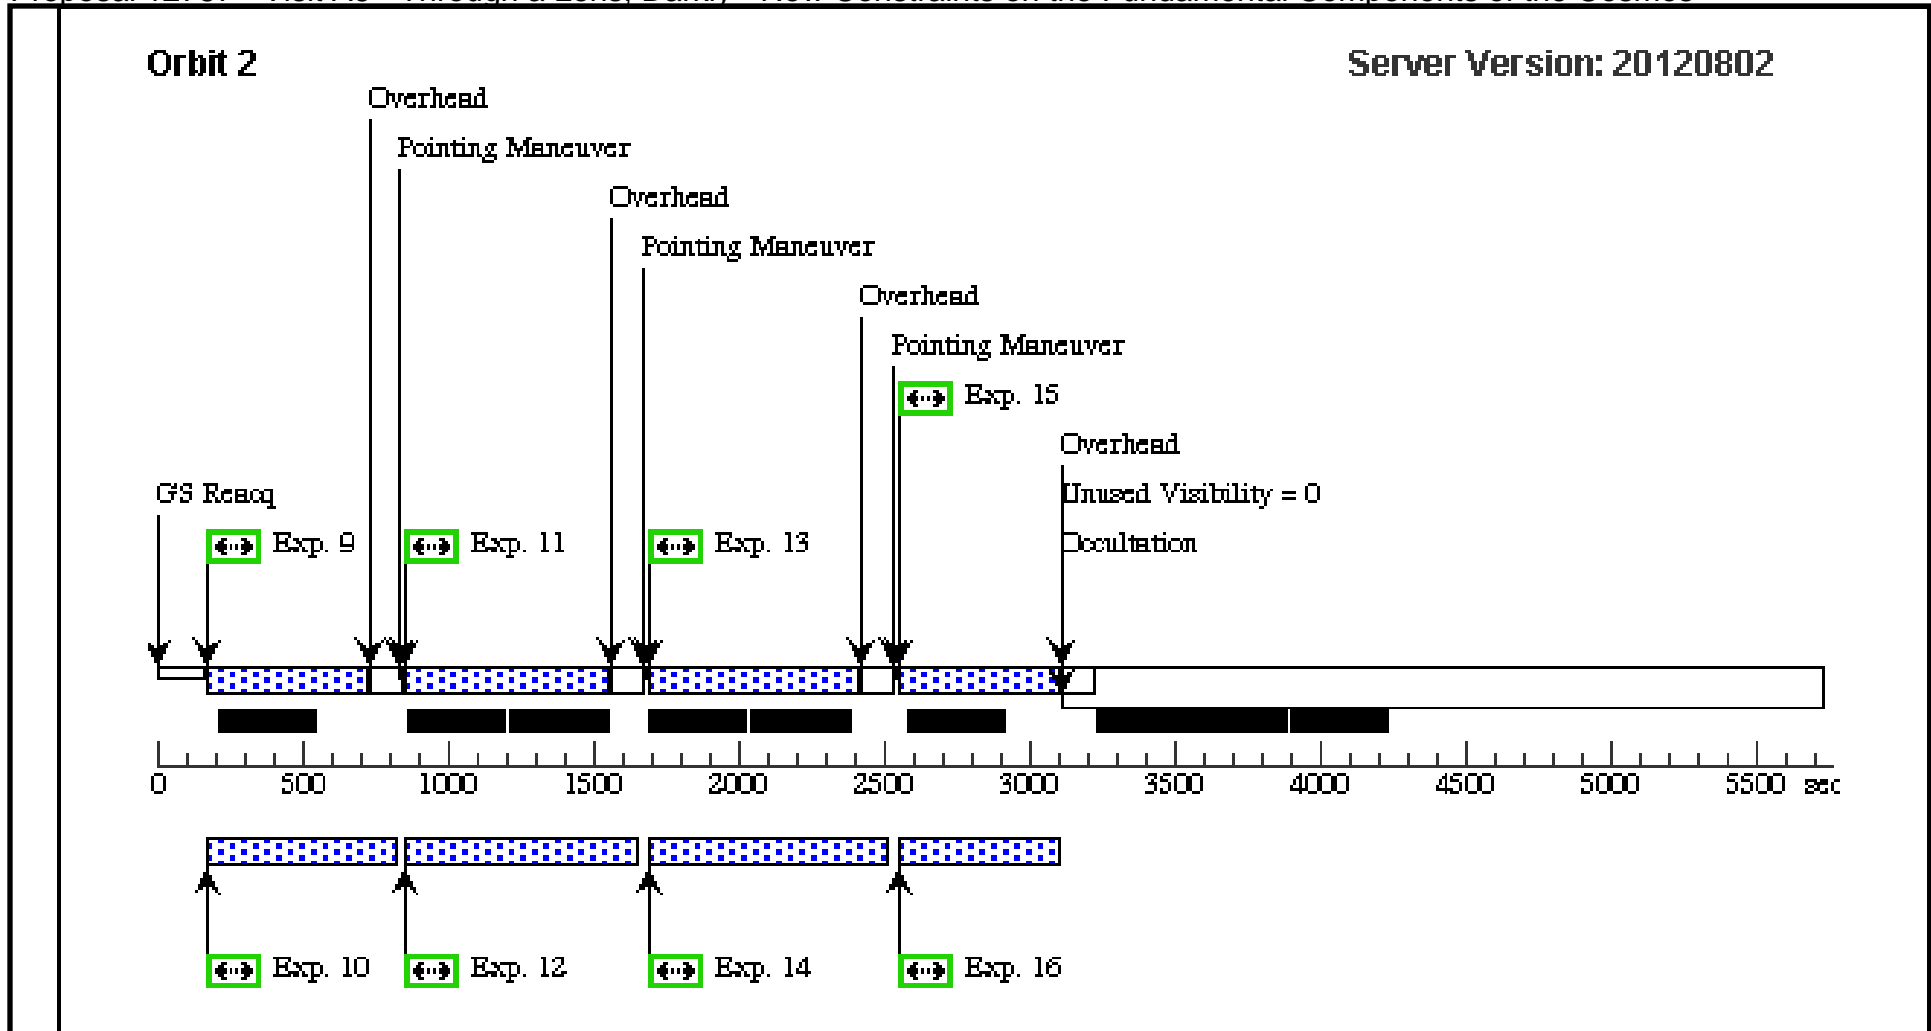 Orbit 2
Server Version: 20120802
Overhead
Pointing Maneuver
Overhead
Pointing Maneuver
Overhead
Pointing Maneuver
Exp. 15
Overhead
GS Reacq
Unused Visibility = 0
Exp. 9
Exp. 11
Exp. 13
Occultation
0 500 1000 1500 2000 2500 3000 3500 4000 4500 5000 5500 sec
Exp. 10
Exp. 12
Exp. 14
Exp. 16